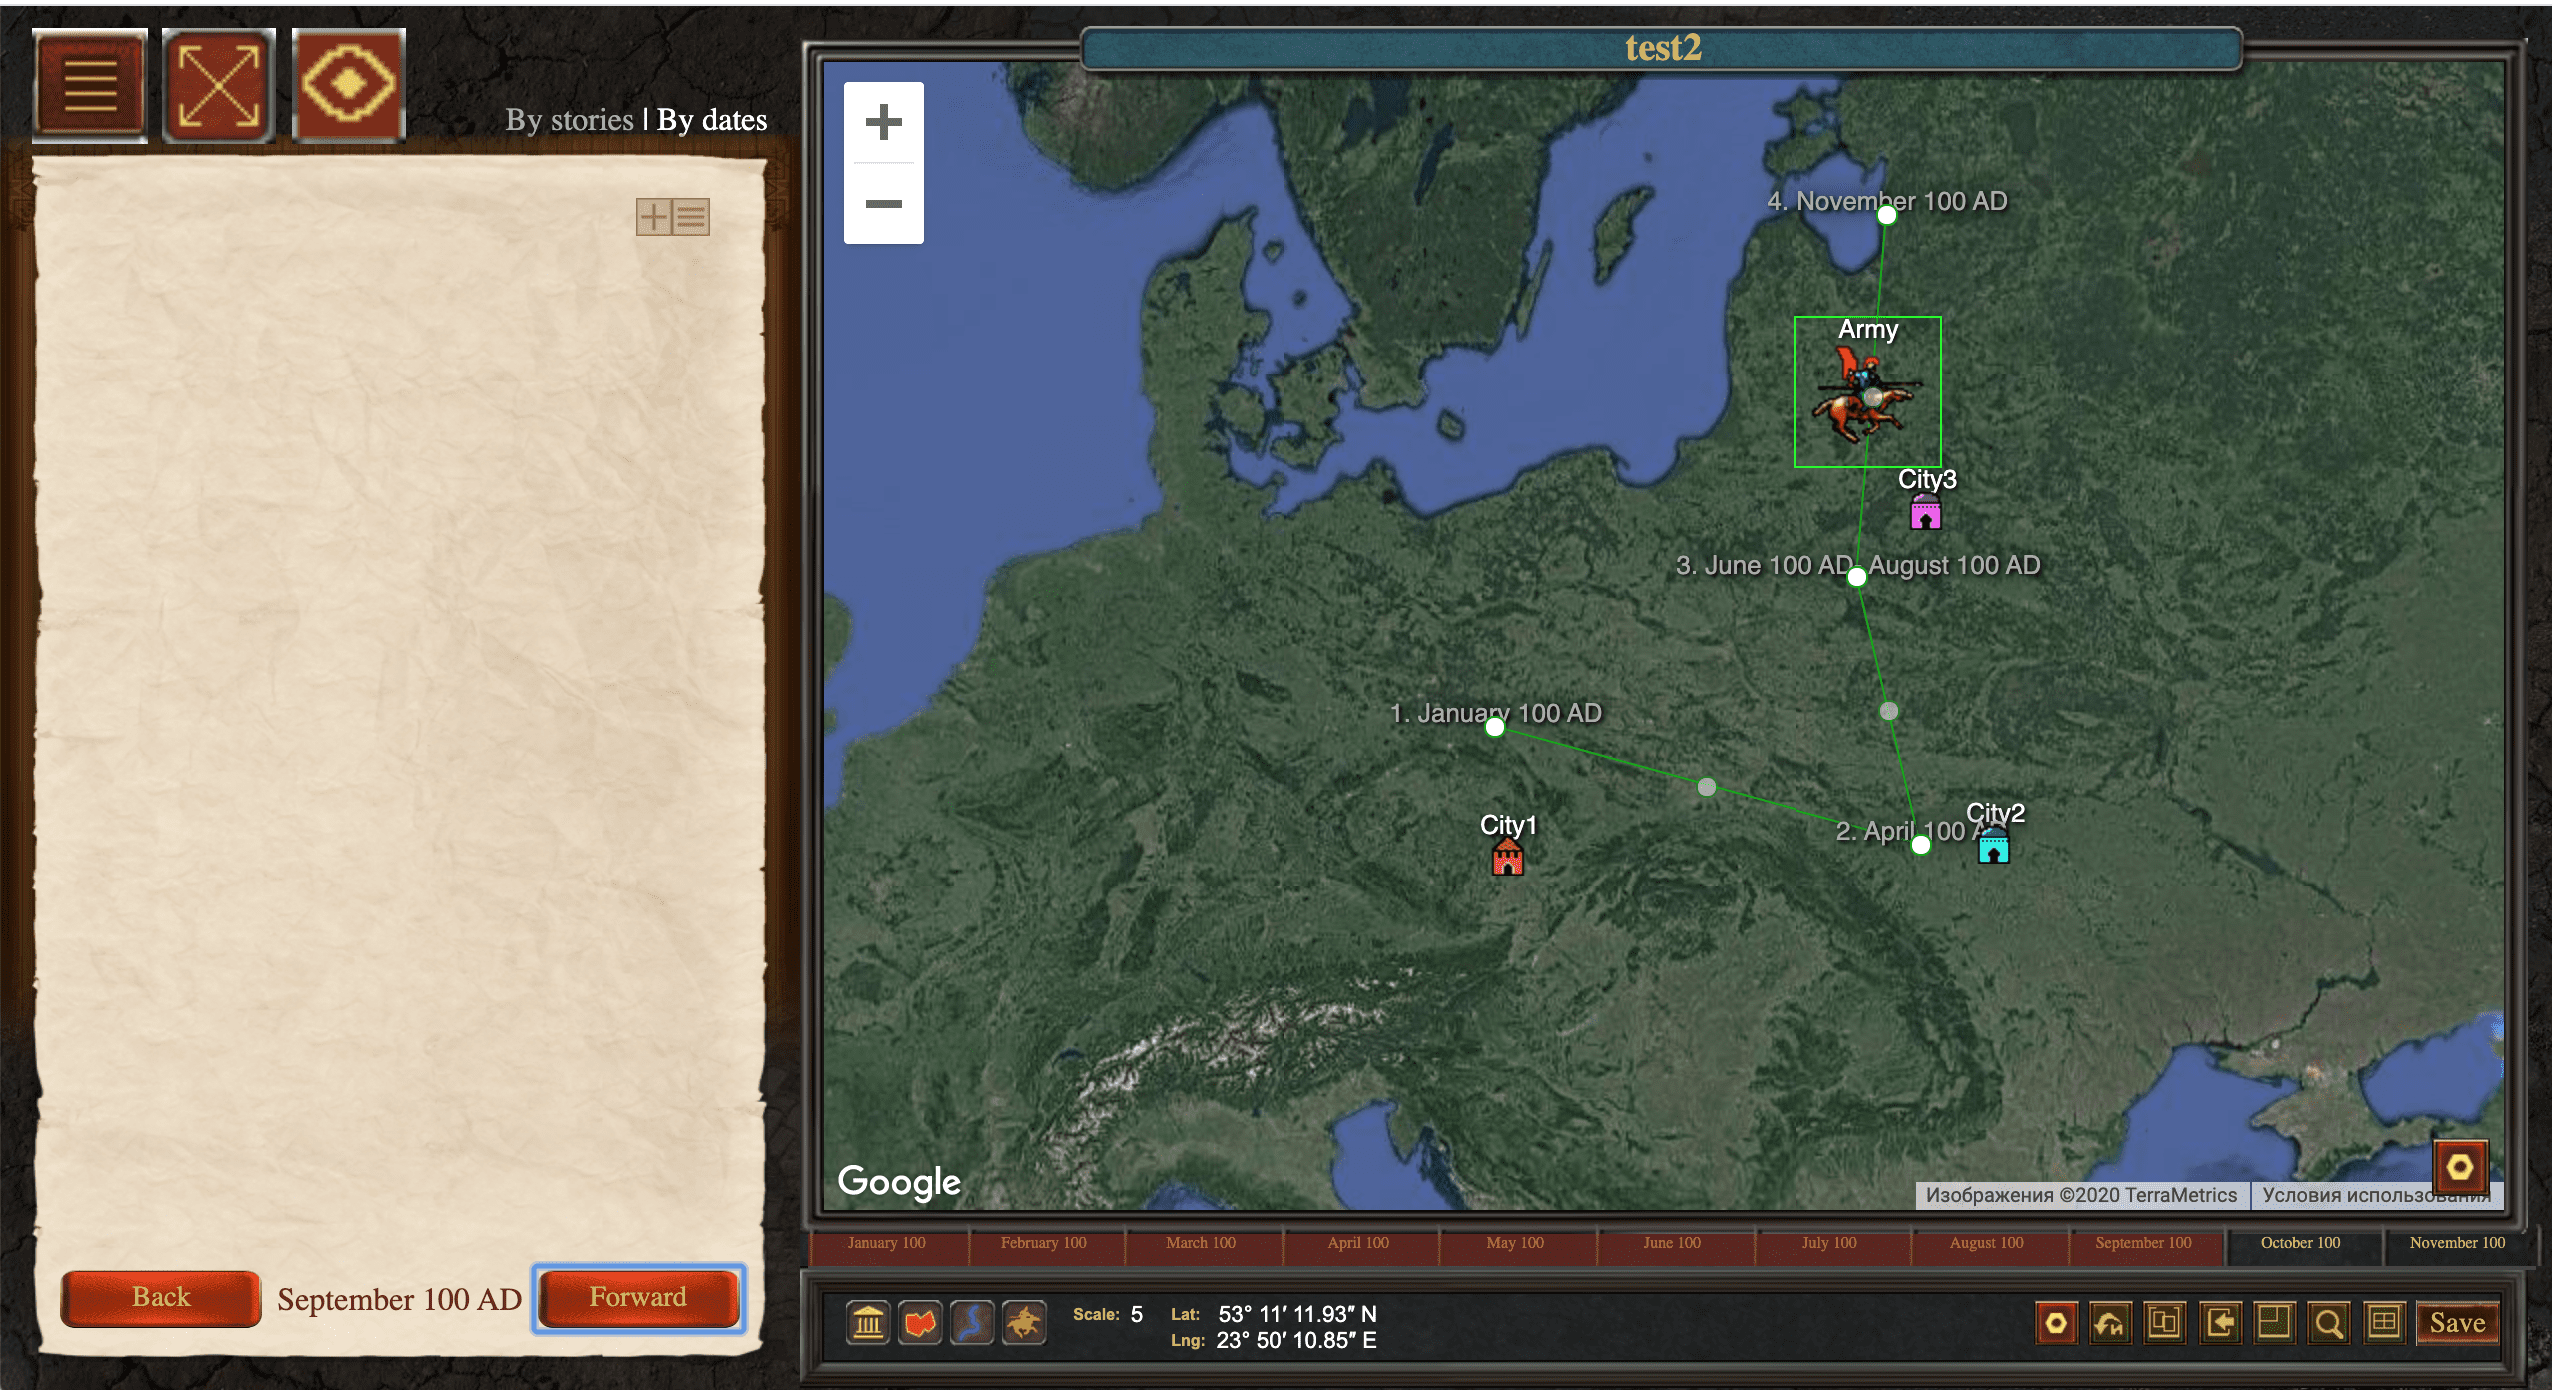 test2
By stories | By dates
4. November 100 AD
Army
City3
3. June 100 AD August 100 AD
1. January 100 AD
City1
City2
2. April 100 AD
Google
Изображения ©2020 TerraMetrics
Условия использования
January 100 February 100 March 100 April 100 May 100 June 100 July 100 August 100 September 100 October 100 November 100
Back September 100 AD Forward
Scale: 5 Lat: 53° 11′ 11.93″ N
Lng: 23° 50′ 10.85″ E
Save